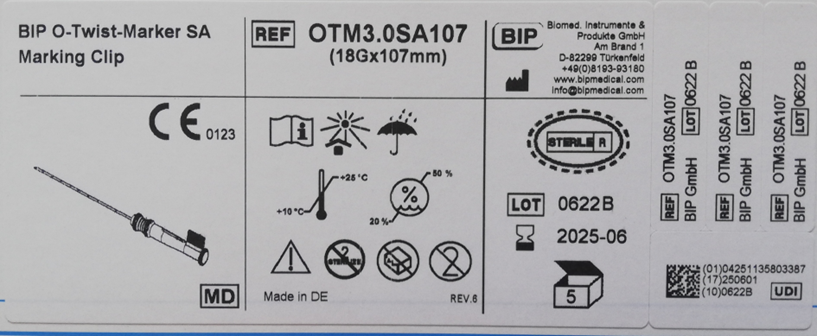 BIP O-Twist-Marker SA
Marking Clip
CE 0123
MD
REF OTM3.0SA107
(18Gx107mm)
+25 °C
+10 °C
50 %
%
20 %
2
STERILIZE
2
Made in DE
REV.6
BIP
Biomed. Instrumente &
Produkte GmbH
Am Brand 1
D-82299 Türkenfeld
+49(0)8193-93180
www.bipmedical.com
info@bipmedical.com
STERILE R
LOT 0622B
2025-06
5
REF OTM3.0SA107
BIP GmbH LOT 0622B
REF OTM3.0SA107
BIP GmbH LOT 0622B
REF OTM3.0SA107
BIP GmbH LOT 0622B
(01)04251135803387
(17)250601
(10)0622B
UDI